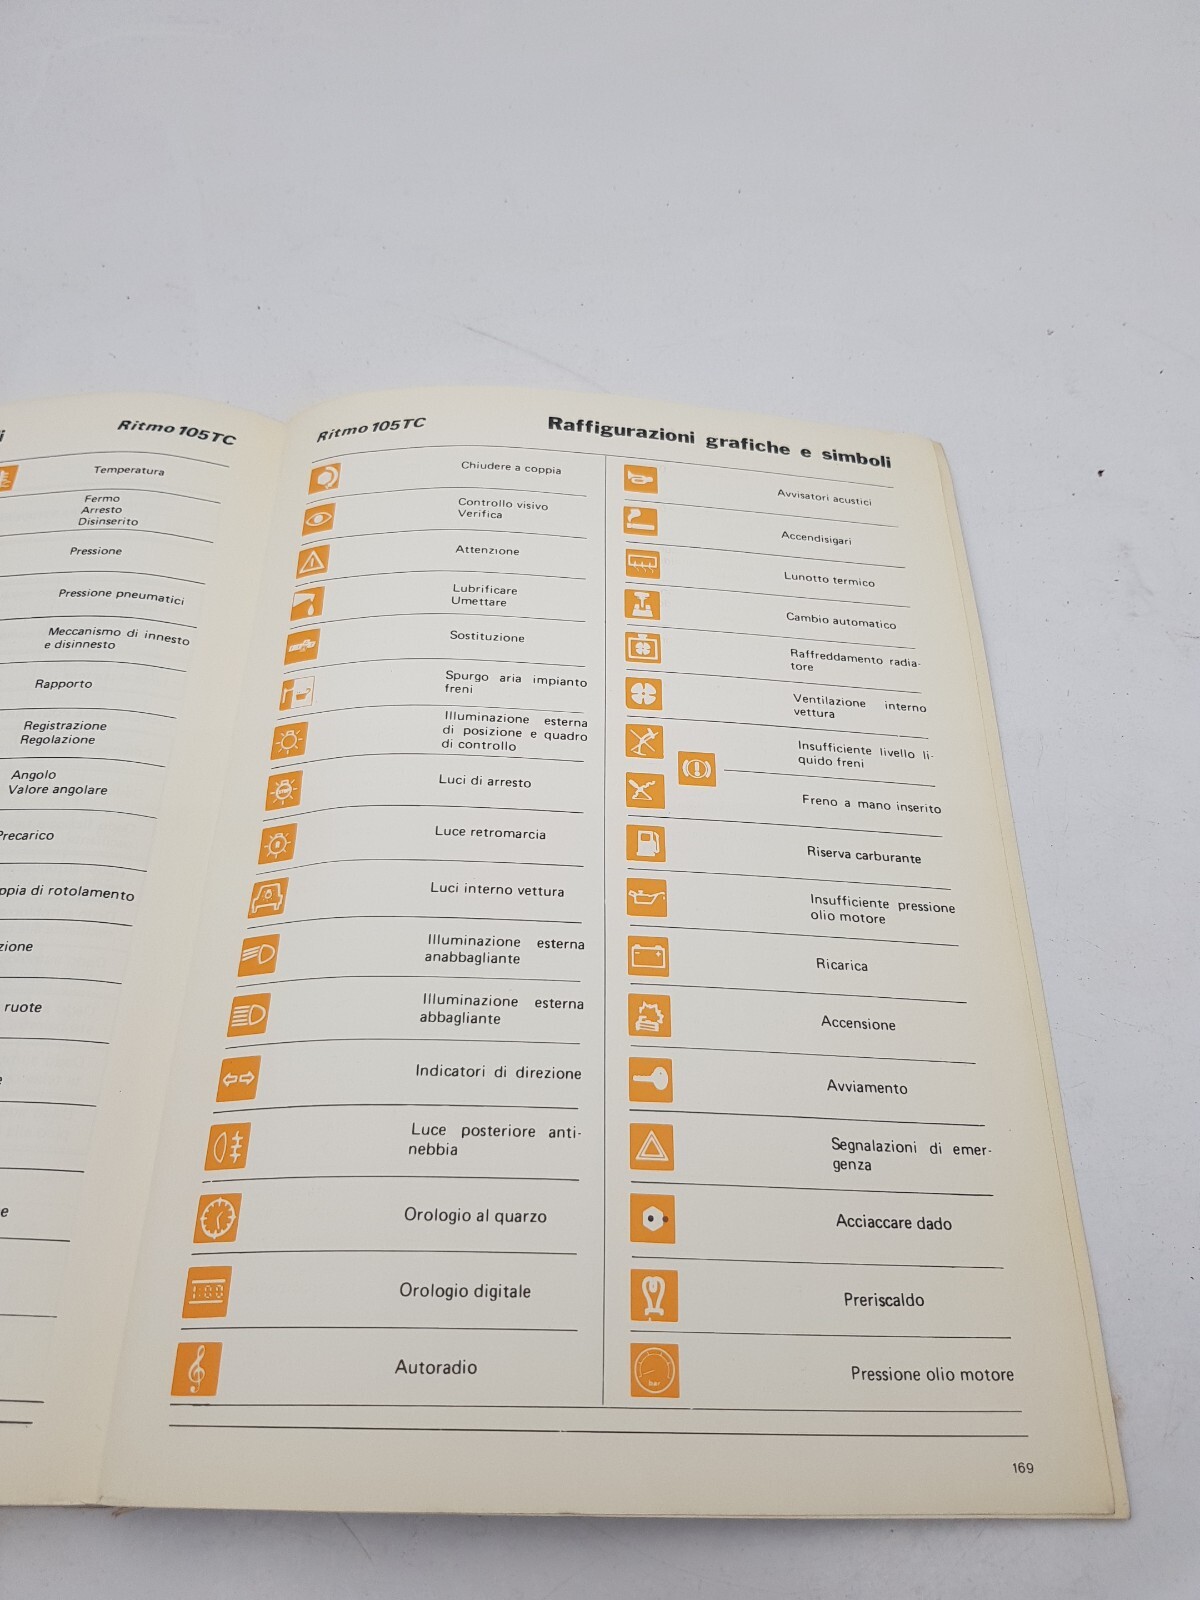 Ritmo 105TC
Temperatura
Fermo
Arresto
Disinserito
Pressione
Pressione pneumatici
Meccanismo di innesto
e disinnesto
Rapporto
Registrazione
Regolazione
Angolo
Valore angolare
Precarico
ppia di rotolamento
zione
ruote
e
Ritmo 105TC
Raffigurazioni grafiche e simboli
Chiudere a coppia
Controllo visivo
Verifica
Attenzione
Lubrificare
Umettare
Sostituzione
Spurgo aria impianto
freni
Illuminazione esterna
di posizione e quadro
di controllo
STOP
Luci di arresto
Luce retromarcia
Luci interno vettura
Illuminazione esterna
anabbagliante
Illuminazione esterna
abbagliante
Indicatori di direzione
Luce posteriore anti-
nebbia
Orologio al quarzo
1:00
Orologio digitale
Autoradio
Avvisatori acustici
Accendisigari
Lunotto termico
Cambio automatico
Raffreddamento radia-
tore
Ventilazione interno
vettura
Insufficiente livello li-
quido freni
Freno a mano inserito
Riserva carburante
Insufficiente pressione
olio motore
Ricarica
Accensione
Avviamento
Segnalazioni di emer-
genza
Acciaccare dado
Preriscaldo
bar
Pressione olio motore
169